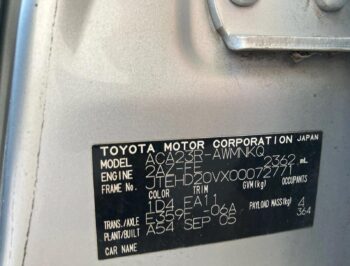 TOYOTA MOTOR CORPORATION JAPAN
MODEL ACA23R-AWMNKQ
ENGINE 2AZ-FE 2362 mL
FRAME No. JTEHD20VX00072771
COLOR TRIM GVM(kg) OCCUPANTS
1D4 FA11 4
TRANS./AXLE E359F -06A PAYLOAD MASS(kg) 364
PLANT/BUILT A54 SEP 05
CAR NAME